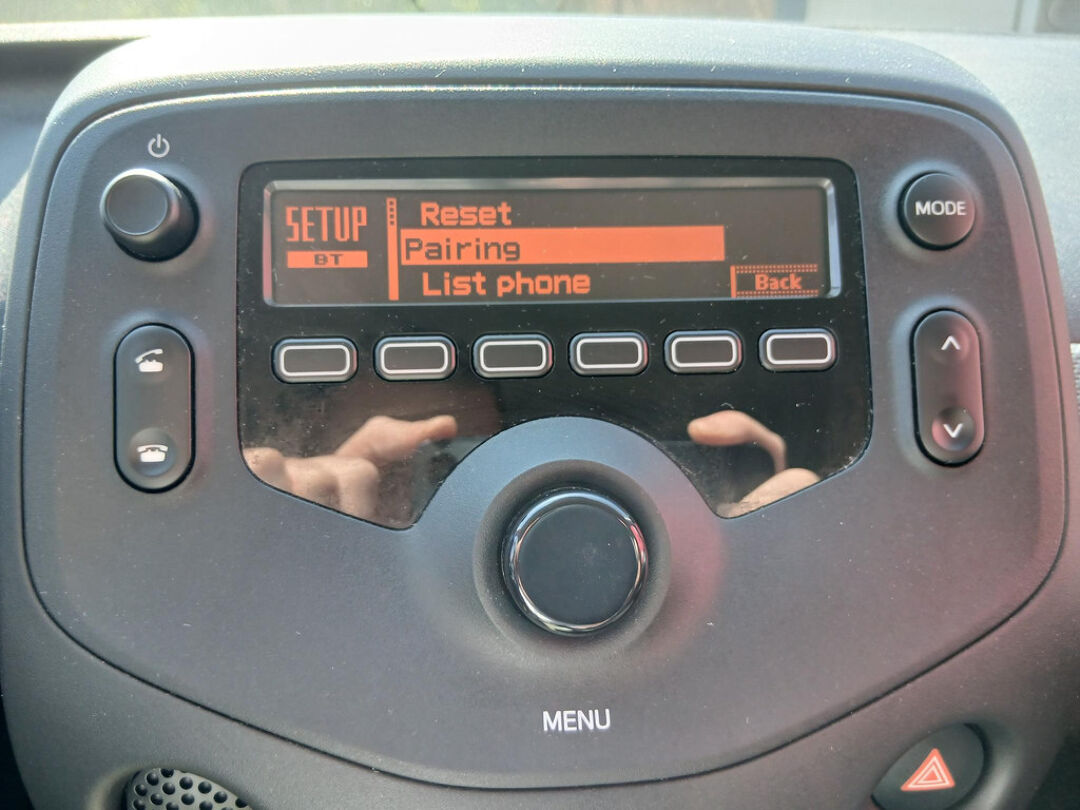 SETUP
BT
Reset
Pairing
List phone
Back
MODE
MENU